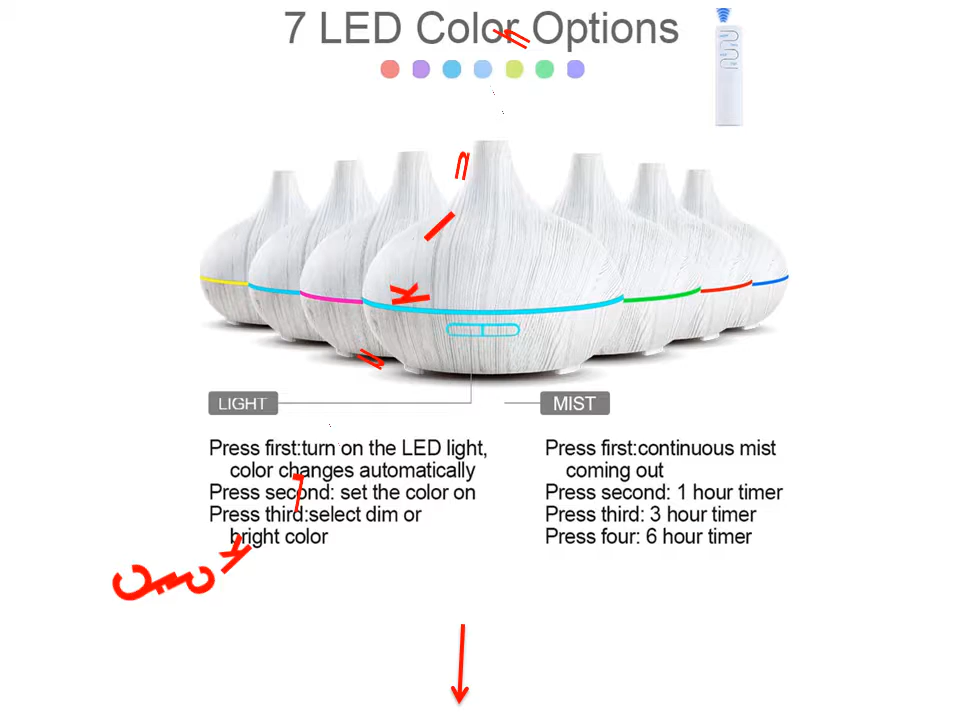 7 LED Color Options
LIGHT
Press first:turn on the LED light,
color changes automatically
Press second: set the color on
Press third:select dim or
bright color
MIST
Press first:continuous mist
coming out
Press second: 1 hour timer
Press third: 3 hour timer
Press four: 6 hour timer